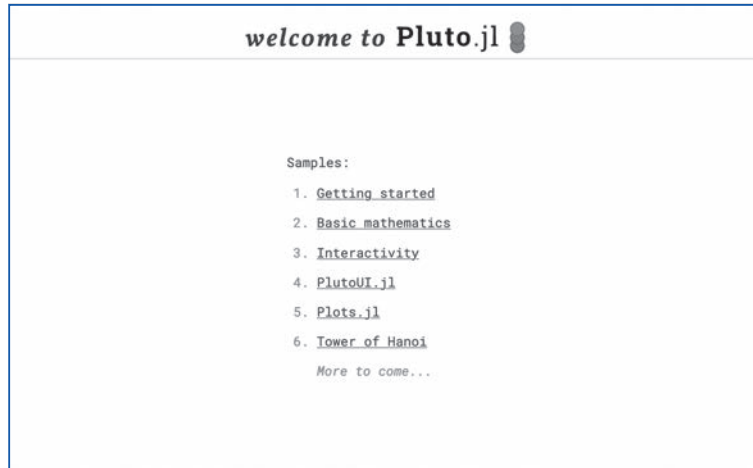 welcome to Pluto.jl
Samples:
1. Getting started
2. Basic mathematics
3. Interactivity
4. PlutoUI.jl
5. Plots.jl
6. Tower of Hanoi
More to come...